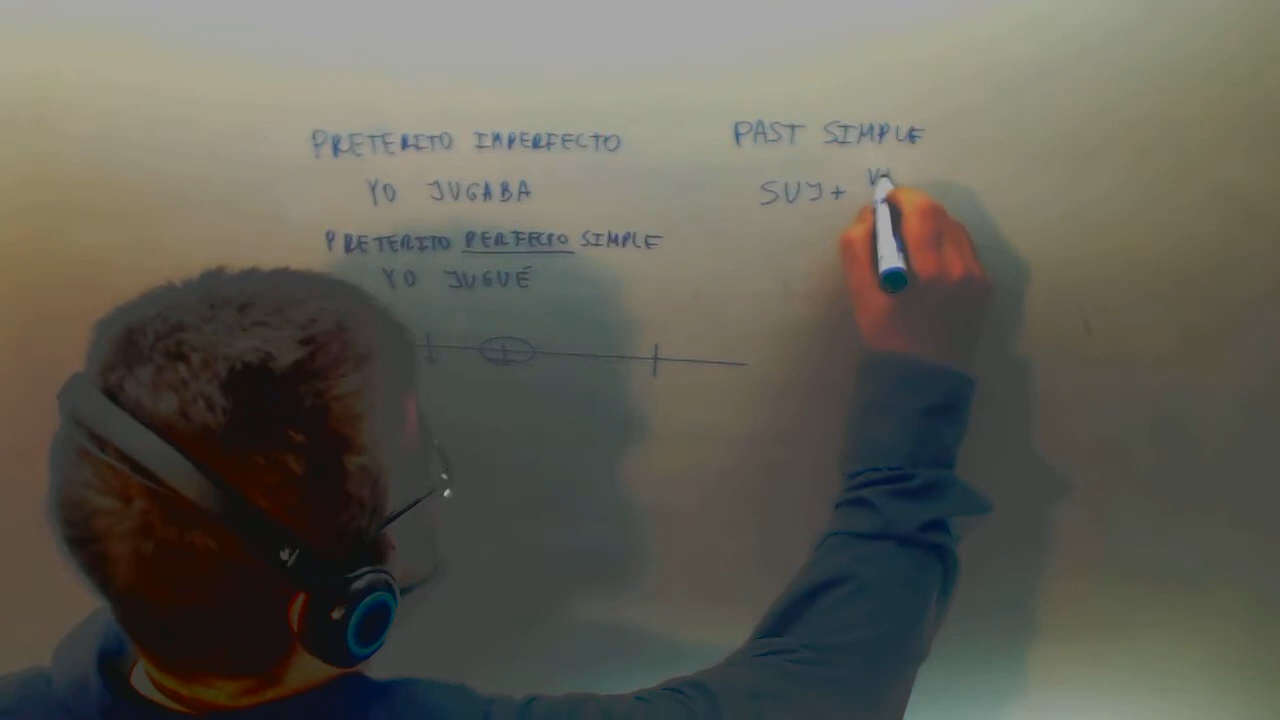 PRETERITO IMPERFECTO
YO JUGABA
PRETERITO PERFECTO SIMPLE
YO JUGUÉ
PAST SIMPLE
SUJ +